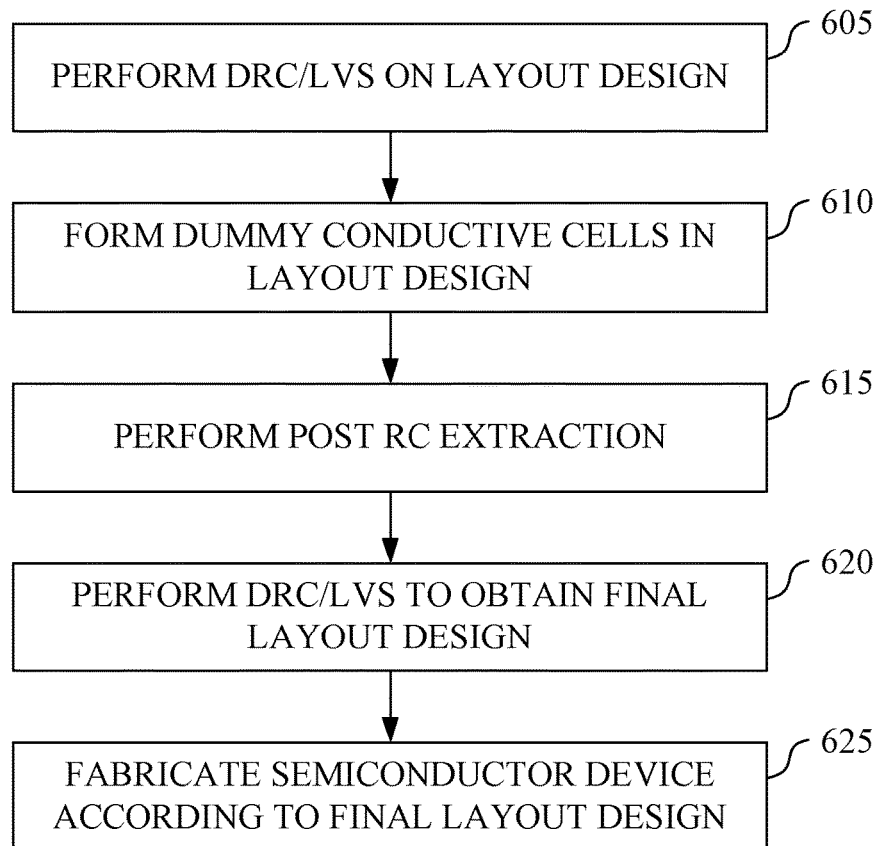 605
PERFORM DRC/LVS ON LAYOUT DESIGN
610
FORM DUMMY CONDUCTIVE CELLS IN
LAYOUT DESIGN
615
PERFORM POST RC EXTRACTION
620
PERFORM DRC/LVS TO OBTAIN FINAL
LAYOUT DESIGN
625
FABRICATE SEMICONDUCTOR DEVICE
ACCORDING TO FINAL LAYOUT DESIGN